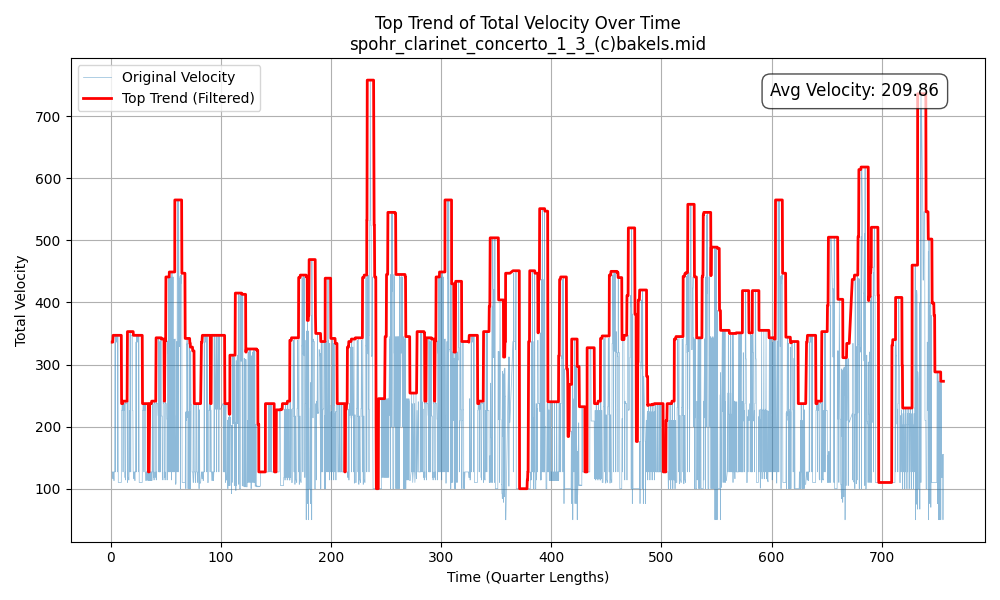 Top Trend of Total Velocity Over Time
spohr_clarinet_concerto_1_3_(c)bakels.mid
Original Velocity
Top Trend (Filtered)
Avg Velocity: 209.86
Total Velocity
700
600
500
400
300
200
100
0 100 200 300 400 500 600 700
Time (Quarter Lengths)